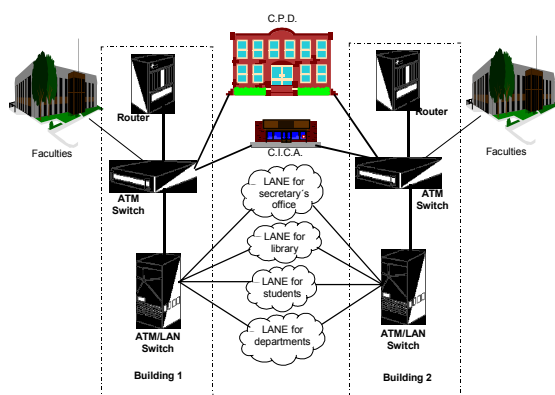 C.P.D.
Router
Router
Faculties
Faculties
C.I.C.A.
ATM
Switch
ATM
Switch
LANE for
secretary´s
office
LANE for
library
LANE for
students
LANE for
departments
ATM/LAN
Switch
ATM/LAN
Switch
Building 1
Building 2